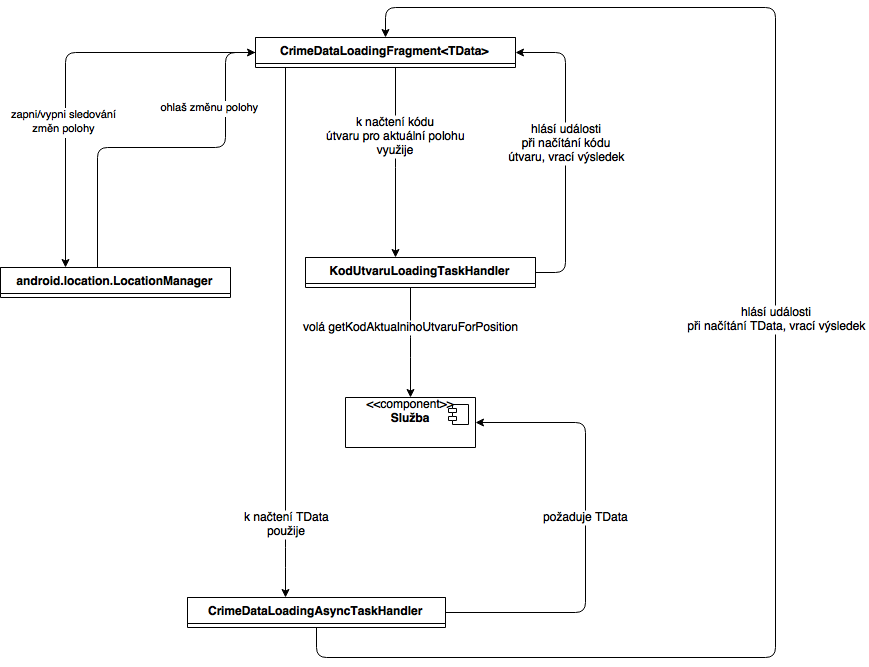 CrimeDataLoadingFragment<TData>
zapni/vypni sledování
změn polohy
ohlaš změnu polohy
k načtení kódu
útvaru pro aktuální polohu
využije
hlásí události
při načítání kódu
útvaru, vrací výsledek
android.location.LocationManager
KodUtvaruLoadingTaskHandler
hlásí události
při načítání TData, vrací výsledek
volá getKodAktualnihoUtvaruForPosition
<<component>>
Služba
k načtení TData
použije
požaduje TData
CrimeDataLoadingAsyncTaskHandler